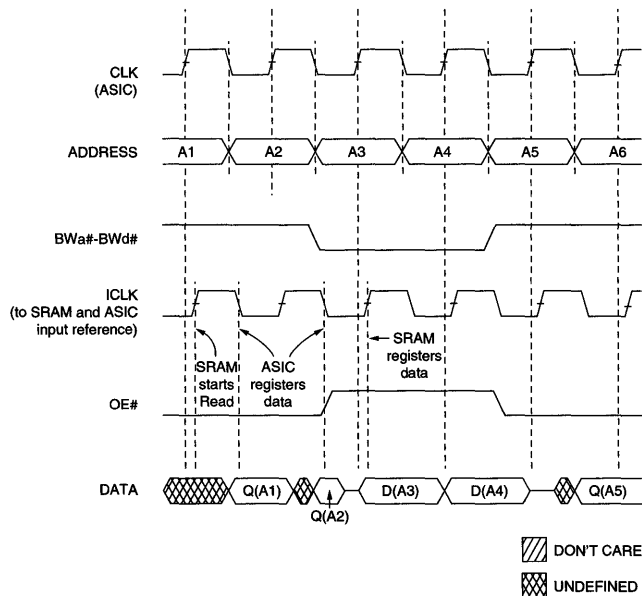 CLK
(ASIC)
ADDRESS
A1
A2
A3
A4
A5
A6
BWa#-BWd#
ICLK
(to SRAM and ASIC
input reference)
SRAM
starts
Read
ASIC
registers
data
SRAM
registers
data
OE#
DATA
Q(A1)
Q(A2)
D(A3)
D(A4)
Q(A5)
DON'T CARE
UNDEFINED